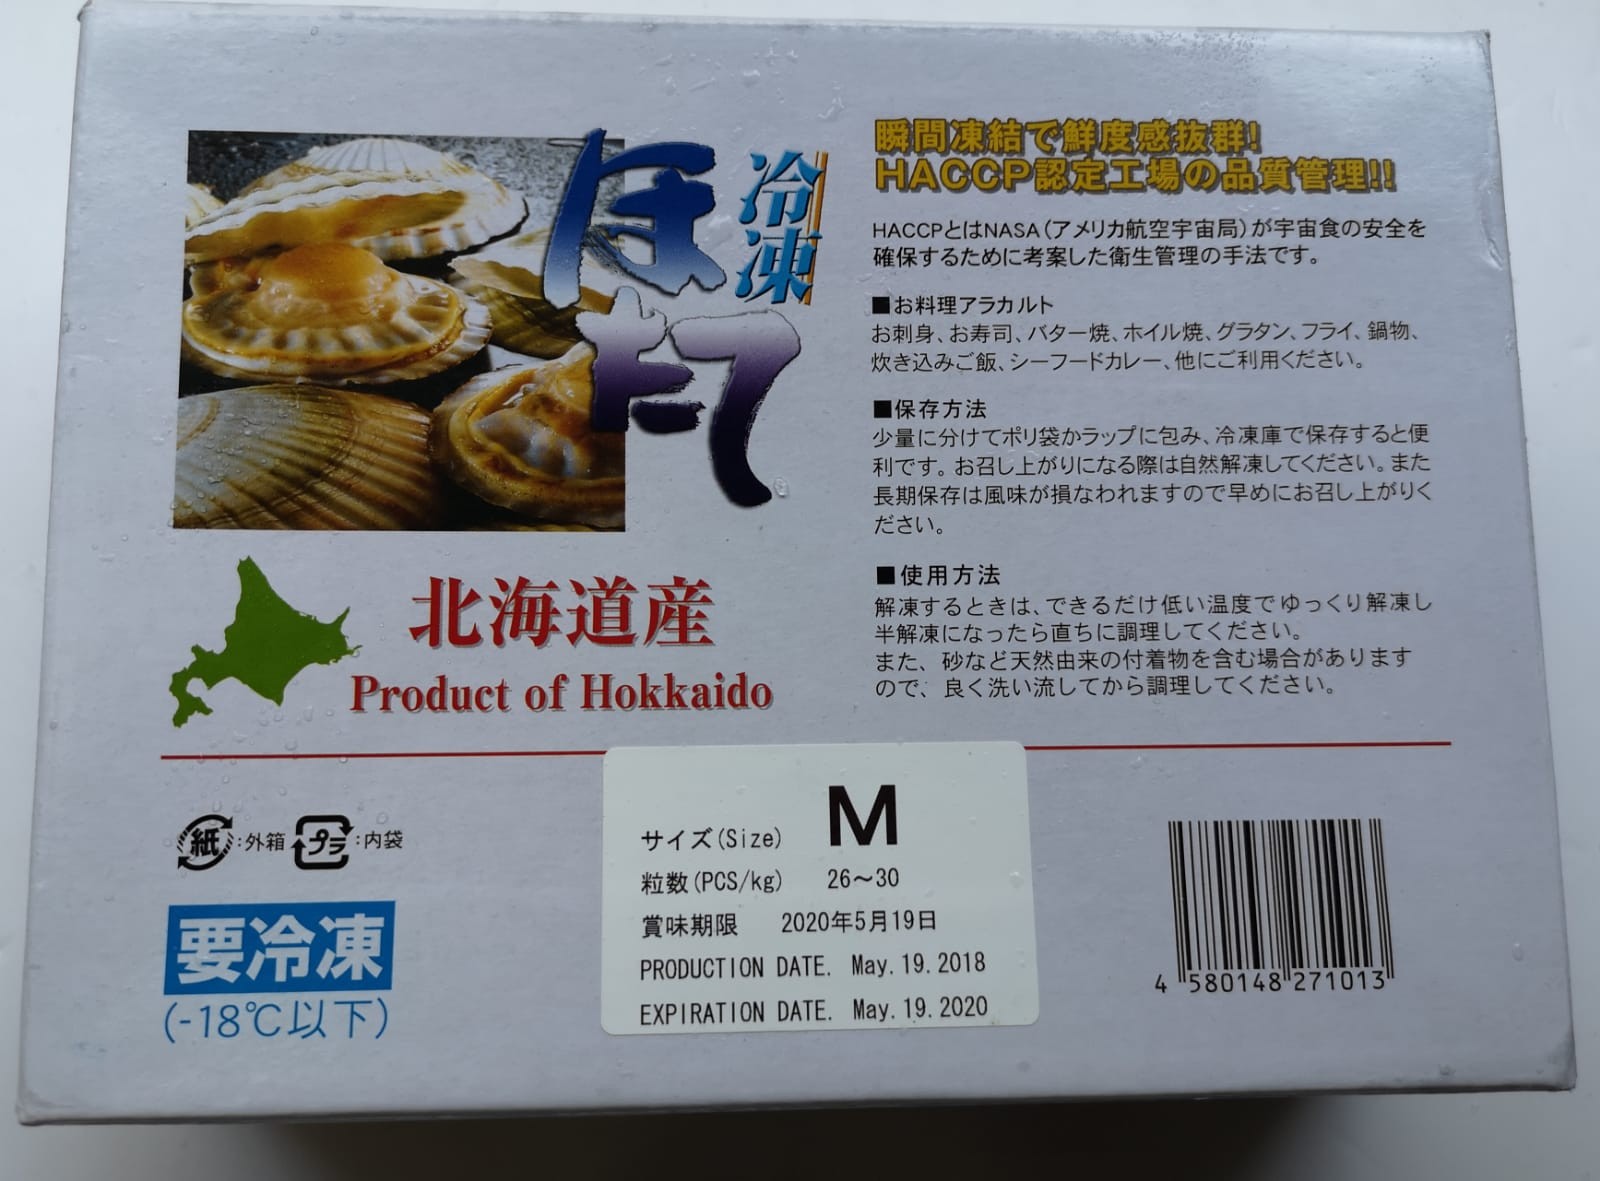 冷凍
ほたて
北海道産
Product of Hokkaido
瞬間凍結で鮮度感抜群!
HACCP認定工場の品質管理!!
HACCPとはNASA(アメリカ航空宇宙局)が宇宙食の安全を
確保するために考案した衛生管理の手法です。
■お料理アラカルト
お刺身、お寿司、バター焼、ホイル焼、グラタン、フライ、鍋物、
炊き込みご飯、シーフードカレー、他にご利用ください。
■保存方法
少量に分けてポリ袋かラップに包み、冷凍庫で保存すると便
利です。お召し上がりになる際は自然解凍してください。また
長期保存は風味が損なわれますので早めにお召し上がりく
ださい。
■使用方法
解凍するときは、できるだけ低い温度でゆっくり解凍し
半解凍になったら直ちに調理してください。
また、砂など天然由来の付着物を含む場合があります
ので、良く洗い流してから調理してください。
紙:外箱 プラ:内袋
要冷凍
(-18℃以下)
サイズ(Size) M
粒数(PCS/kg) 26～30
賞味期限 2020年5月19日
PRODUCTION DATE. May.19.2018
EXPIRATION DATE. May.19.2020
4 580148 271013